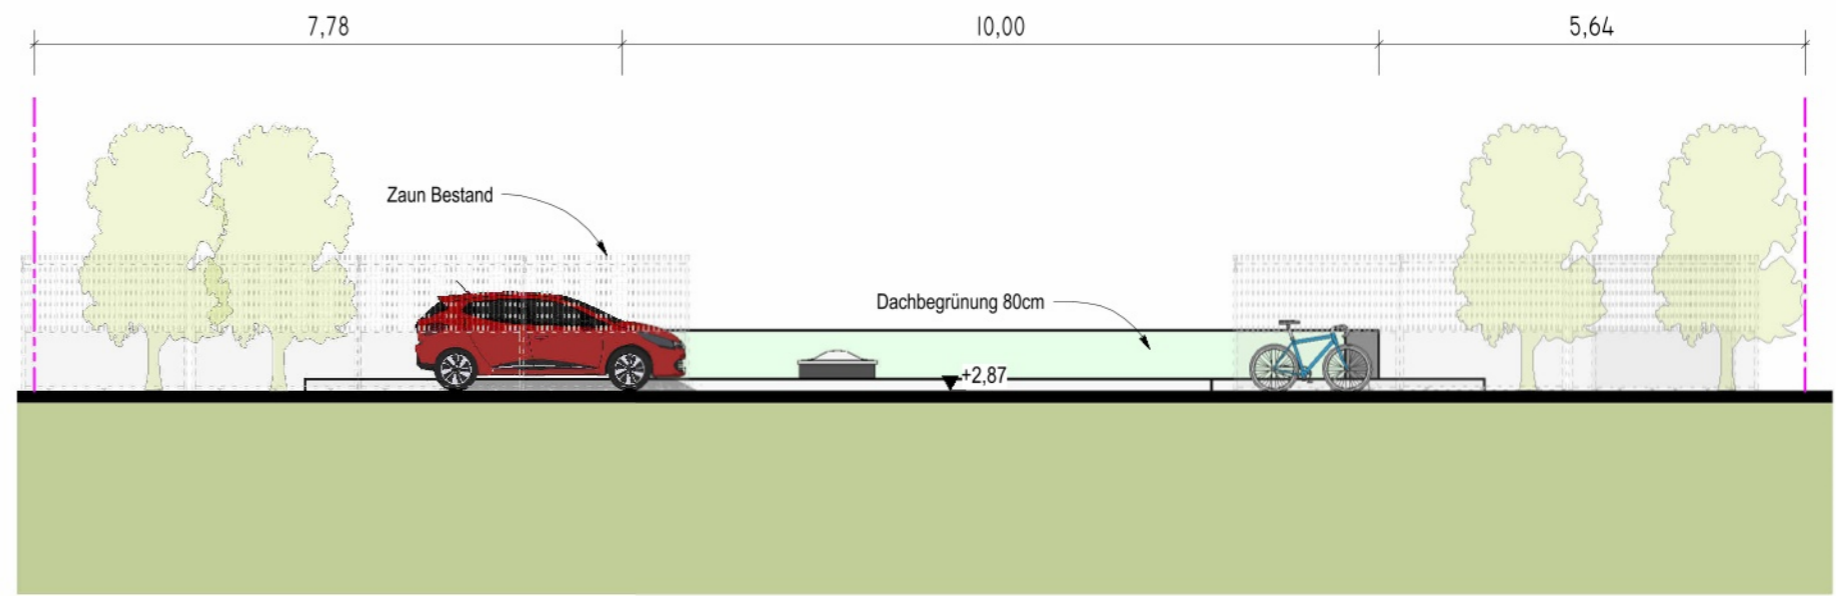 7,78
10,00
5,64
Zaun Bestand
Dachbegrünung 80cm
+2,87